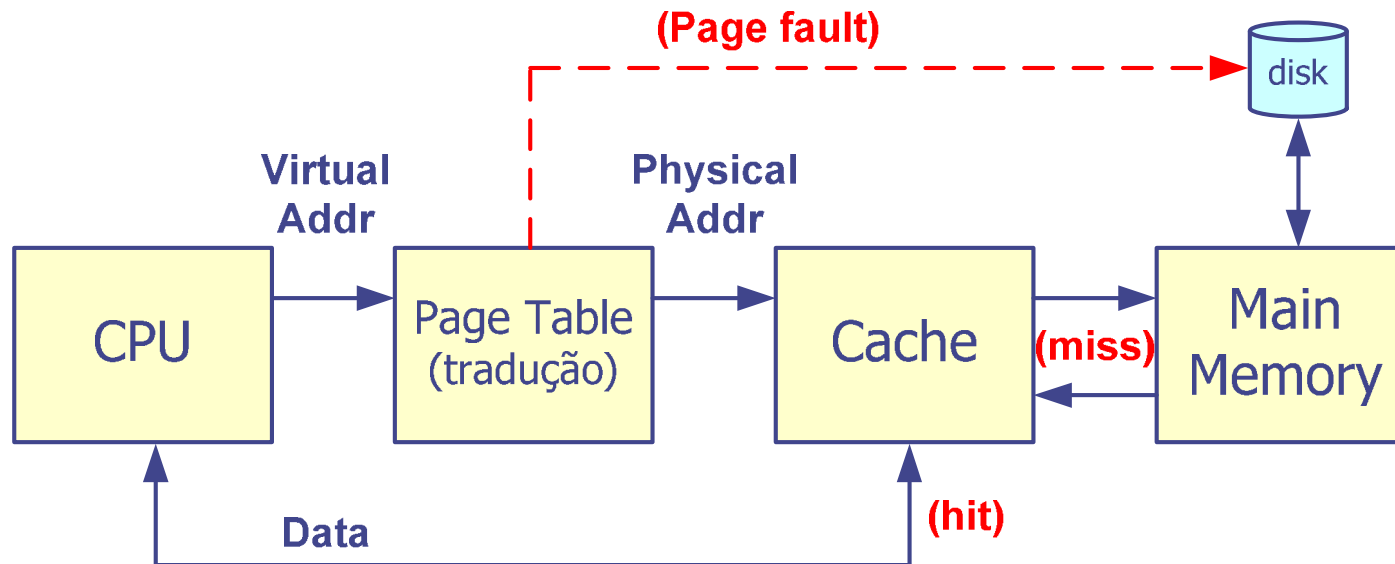 (Page fault)
disk
Virtual
Addr
Physical
Addr
CPU
Page Table
(tradução)
Cache
(miss)
Main
Memory
Data
(hit)